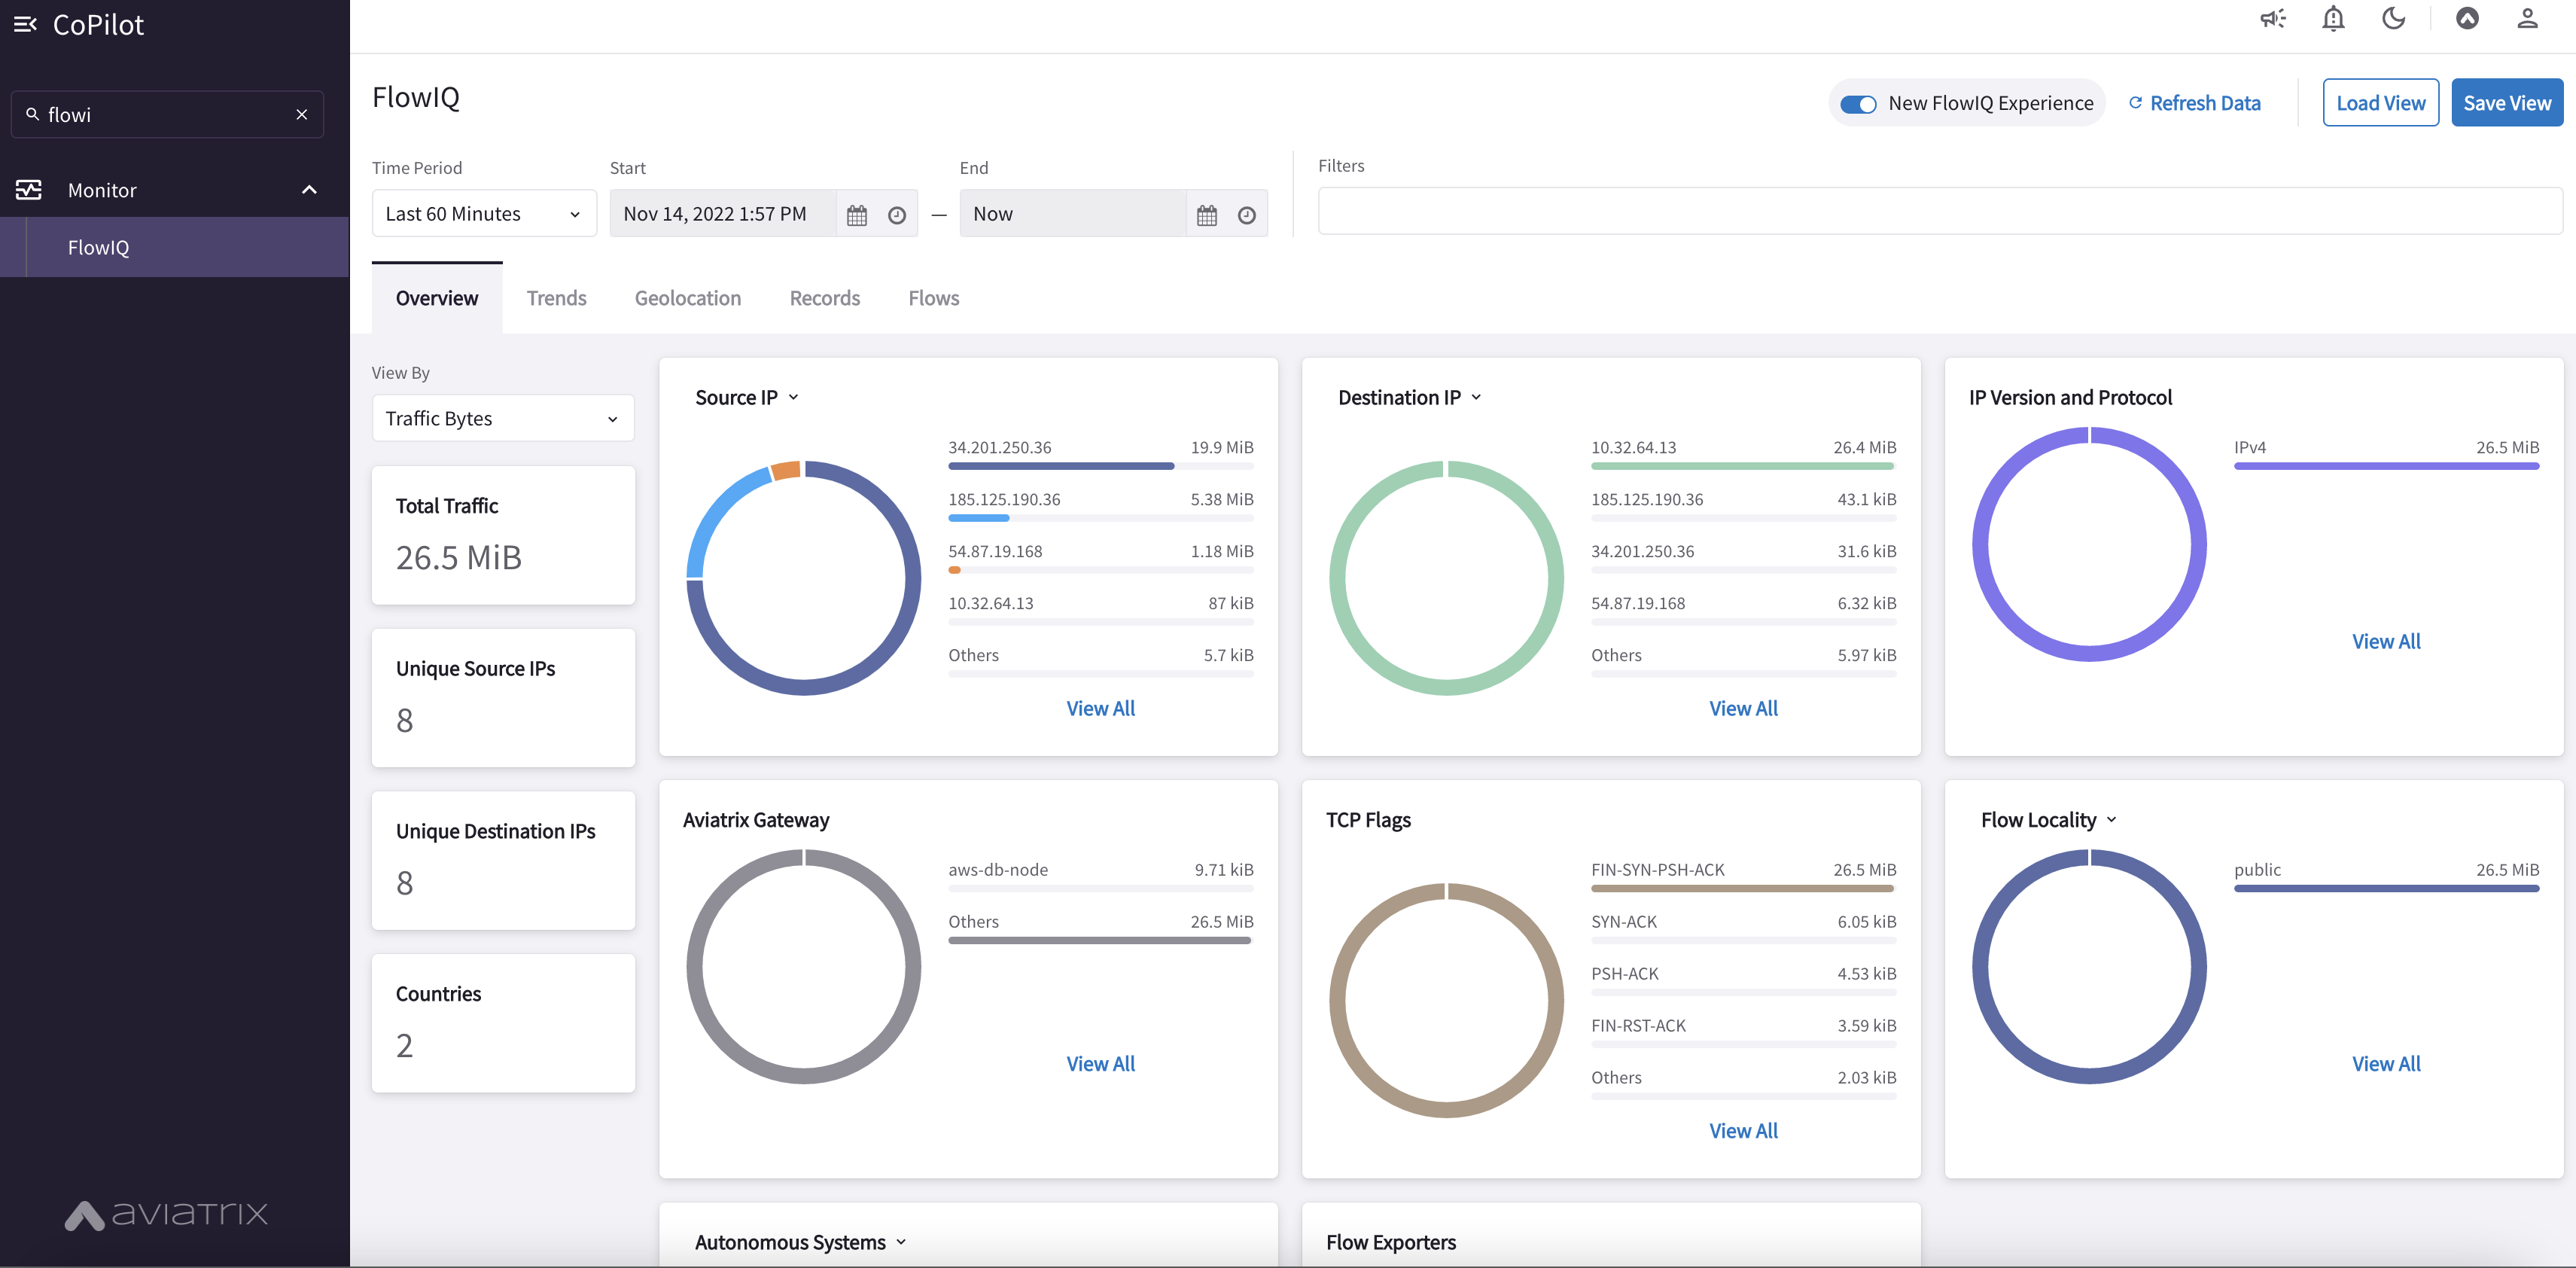 CoPilot
flowi
Monitor
FlowIQ
aviatrix
FlowIQ
New FlowIQ Experience
Refresh Data
Load View
Save View
Time Period
Start
End
Filters
Last 60 Minutes
Nov 14, 2022 1:57 PM
—
Now
Overview
Trends
Geolocation
Records
Flows
View By
Traffic Bytes
Total Traffic
26.5 MiB
Unique Source IPs
8
Unique Destination IPs
8
Countries
2
Source IP
34.201.250.36 19.9 MiB
185.125.190.36 5.38 MiB
54.87.19.168 1.18 MiB
10.32.64.13 87 kiB
Others 5.7 kiB
View All
Destination IP
10.32.64.13 26.4 MiB
185.125.190.36 43.1 kiB
34.201.250.36 31.6 kiB
54.87.19.168 6.32 kiB
Others 5.97 kiB
View All
IP Version and Protocol
IPv4 26.5 MiB
View All
Aviatrix Gateway
aws-db-node 9.71 kiB
Others 26.5 MiB
View All
TCP Flags
FIN-SYN-PSH-ACK 26.5 MiB
SYN-ACK 6.05 kiB
PSH-ACK 4.53 kiB
FIN-RST-ACK 3.59 kiB
Others 2.03 kiB
View All
Flow Locality
public 26.5 MiB
View All
Autonomous Systems
Flow Exporters